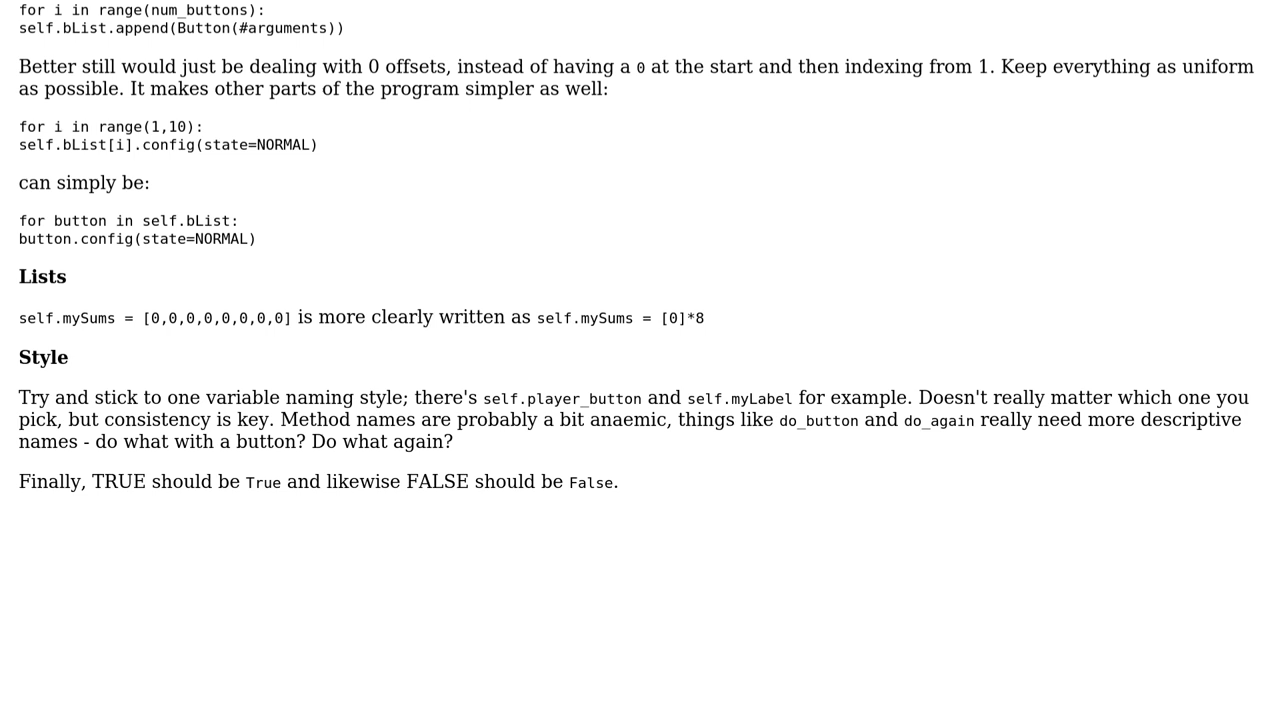 for i in range(num_buttons):
self.bList.append(Button(#arguments))
Better still would just be dealing with 0 offsets, instead of having a 0 at the start and then indexing from 1. Keep everything as uniform
as possible. It makes other parts of the program simpler as well:
for i in range(1,10):
self.bList[i].config(state=NORMAL)
can simply be:
for button in self.bList:
button.config(state=NORMAL)
Lists
self.mySums = [0,0,0,0,0,0,0,0] is more clearly written as self.mySums = [0]*8
Style
Try and stick to one variable naming style; there's self.player_button and self.myLabel for example. Doesn't really matter which one you
pick, but consistency is key. Method names are probably a bit anaemic, things like do_button and do_again really need more descriptive
names - do what with a button? Do what again?
Finally, TRUE should be True and likewise FALSE should be False.